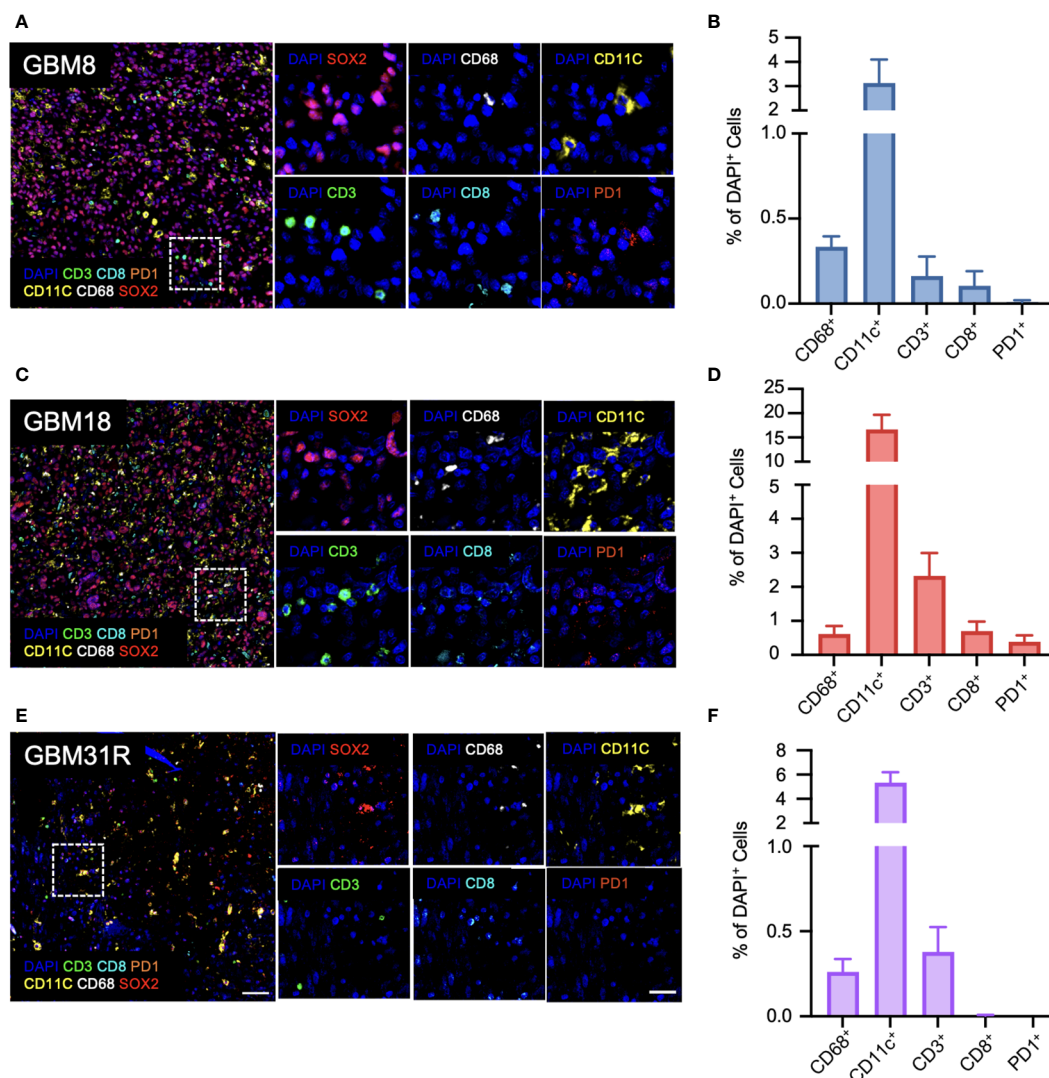 A
GBM8
DAPI CD3 CD8 PD1
CD11C CD68 SOX2
DAPI SOX2
DAPI CD68
DAPI CD11C
DAPI CD3
DAPI CD8
DAPI PD1
B
% of DAPI⁺ Cells
5
4
3
2
1.0
0.5
0.0
CD68⁺
CD11c⁺
CD3⁺
CD8⁺
PD1⁺
C
GBM18
DAPI CD3 CD8 PD1
CD11C CD68 SOX2
DAPI SOX2
DAPI CD68
DAPI CD11C
DAPI CD3
DAPI CD8
DAPI PD1
D
% of DAPI⁺ Cells
25
20
15
10
5
4
3
2
1
0
CD68⁺
CD11c⁺
CD3⁺
CD8⁺
PD1⁺
E
GBM31R
DAPI CD3 CD8 PD1
CD11C CD68 SOX2
DAPI SOX2
DAPI CD68
DAPI CD11C
DAPI CD3
DAPI CD8
DAPI PD1
F
% of DAPI⁺ Cells
8
6
4
2
1.0
0.5
0.0
CD68⁺
CD11c⁺
CD3⁺
CD8⁺
PD1⁺